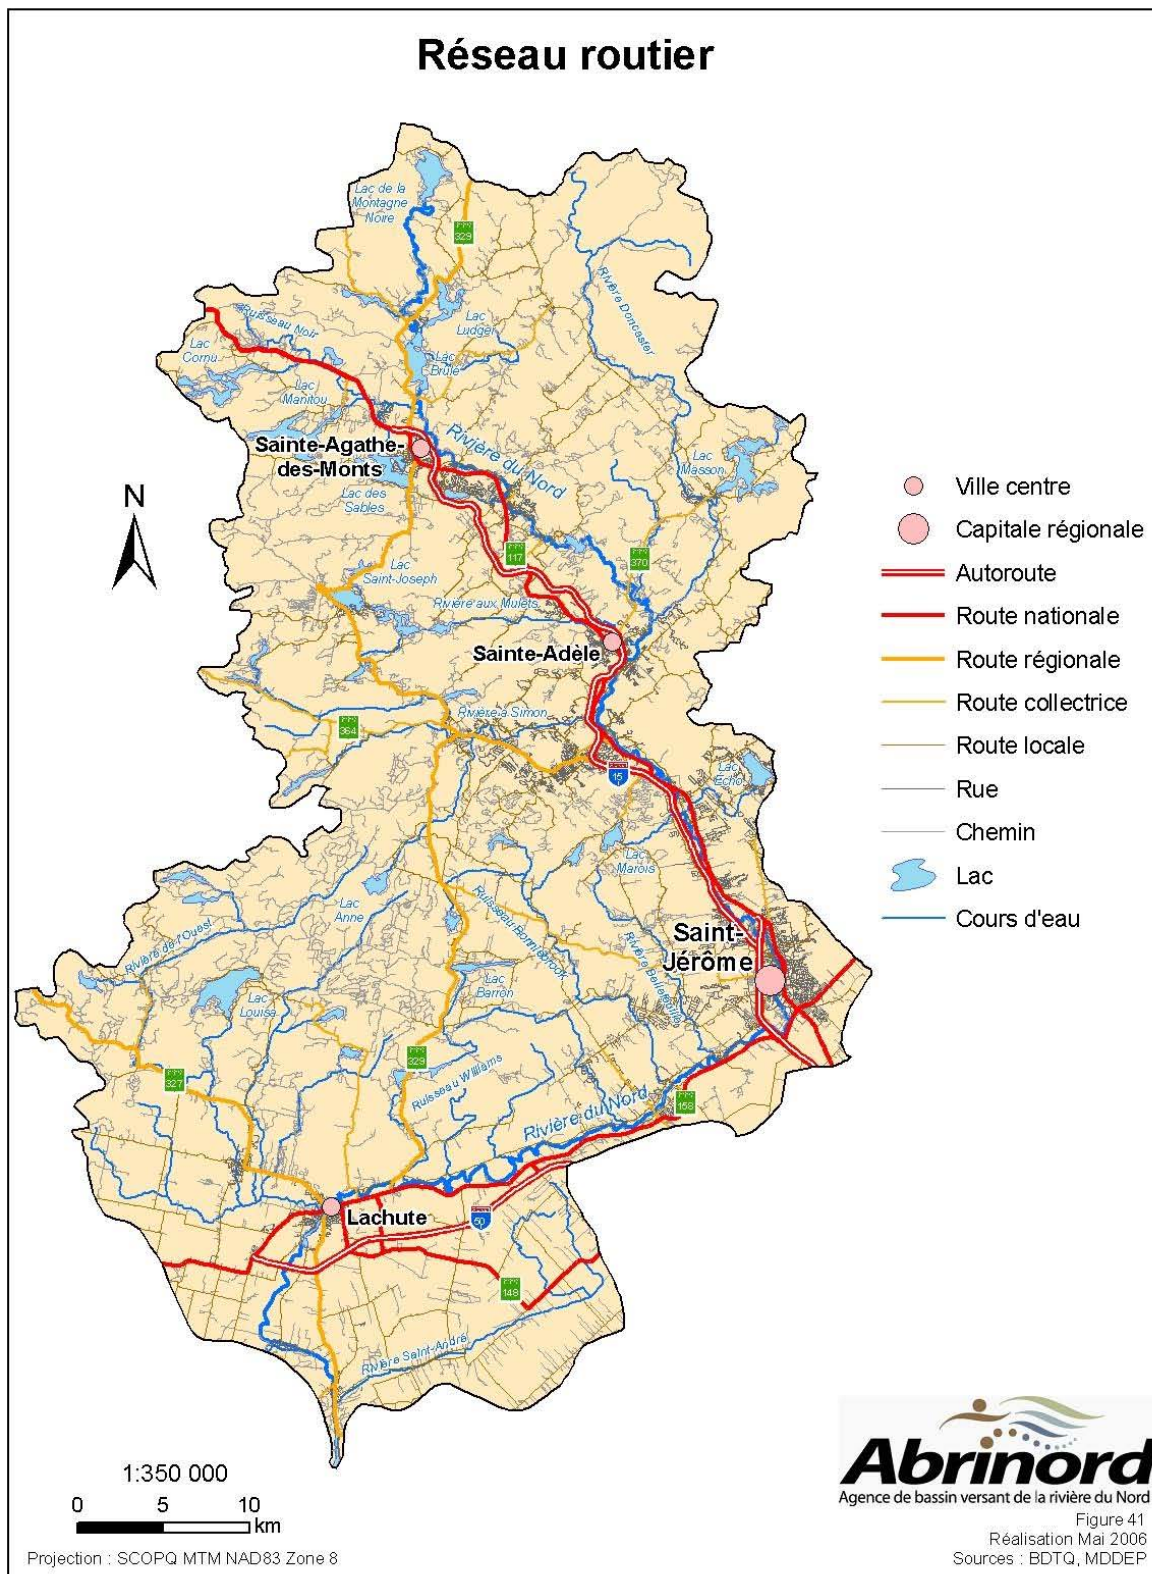 Réseau routier
Lac de la
Montagne
Noire
329
Rivière Doncaster
Ruisseau Noir
Lac
Ludger
Lac
Cornu
Lac
Brûlé
Lac
Manitou
Sainte-Agathe-
des-Monts
Rivière du Nord
Lac
Masson
Lac des
Sables
N
117
370
Lac
Saint-Joseph
Rivière aux Mulets
Sainte-Adèle
Rivière à Simon
364
15
Lac
Écho
Lac
Marois
Lac
Anne
Rivière de l'Ouest
Ruisseau Bonniebrook
Rivière Bellefeuille
Saint-
Jérôme
Lac
Barron
Lac
Louisa
329
327
Ruisseau Williams
158
Rivière du Nord
Lachute
50
148
Rivière Saint-André
Ville centre
Capitale régionale
Autoroute
Route nationale
Route régionale
Route collectrice
Route locale
Rue
Chemin
Lac
Cours d'eau
1:350 000
0 5 10
km
Projection : SCOPQ MTM NAD83 Zone 8
Abrinord
Agence de bassin versant de la rivière du Nord
Figure 41
Réalisation Mai 2006
Sources : BDTQ, MDDEP